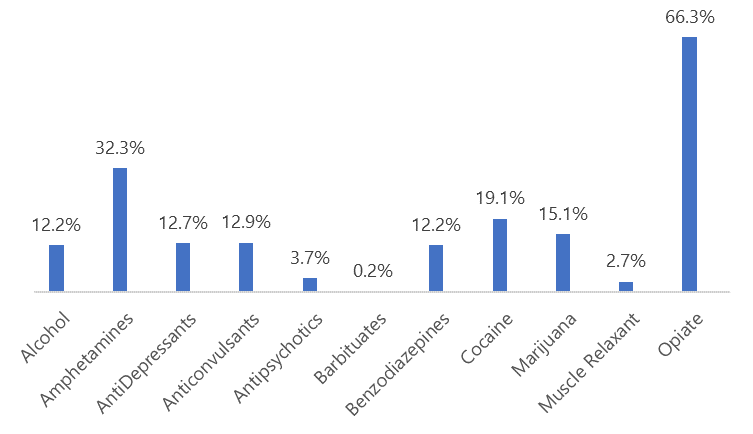 66.3%
32.3%
19.1%
15.1%
12.2%
12.7%
12.9%
12.2%
3.7%
2.7%
0.2%
Alcohol
Amphetamines
AntiDepressants
Anticonvulsants
Antipsychotics
Barbituates
Benzodiazepines
Cocaine
Marijuana
Muscle Relaxant
Opiate